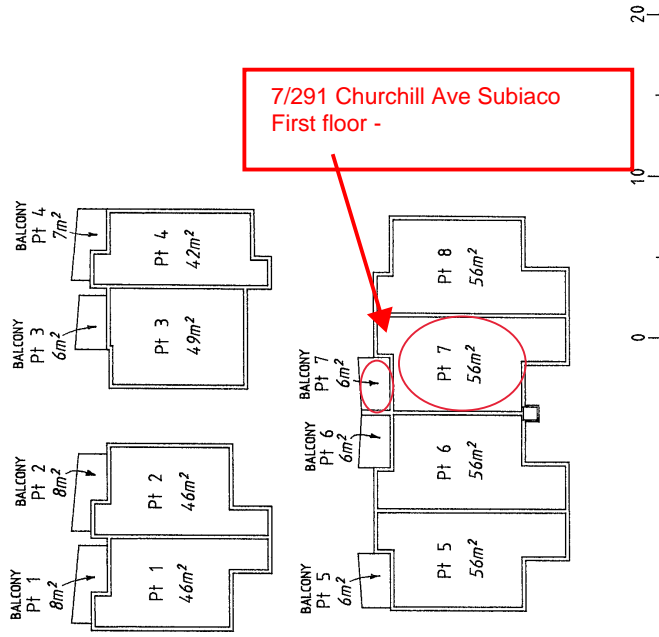 20
10
0
7/291 Churchill Ave Subiaco
First floor -
BALCONY
Pt 4
7m²
Pt 4
42m²
BALCONY
Pt 3
6m²
Pt 3
49m²
BALCONY
Pt 2
8m²
Pt 2
46m²
BALCONY
Pt 1
8m²
Pt 1
46m²
Pt 8
56m²
BALCONY
Pt 7
6m²
Pt 7
56m²
BALCONY
Pt 6
6m²
Pt 6
56m²
BALCONY
Pt 5
6m²
Pt 5
56m²